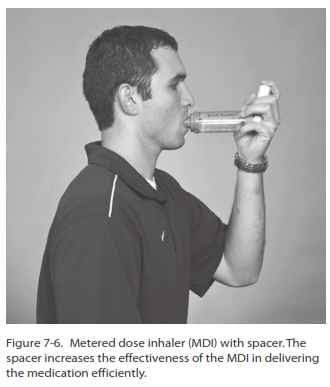 Figure 7-6. Metered dose inhaler (MDI) with spacer. The
spacer increases the effectiveness of the MDI in delivering
the medication efficiently.